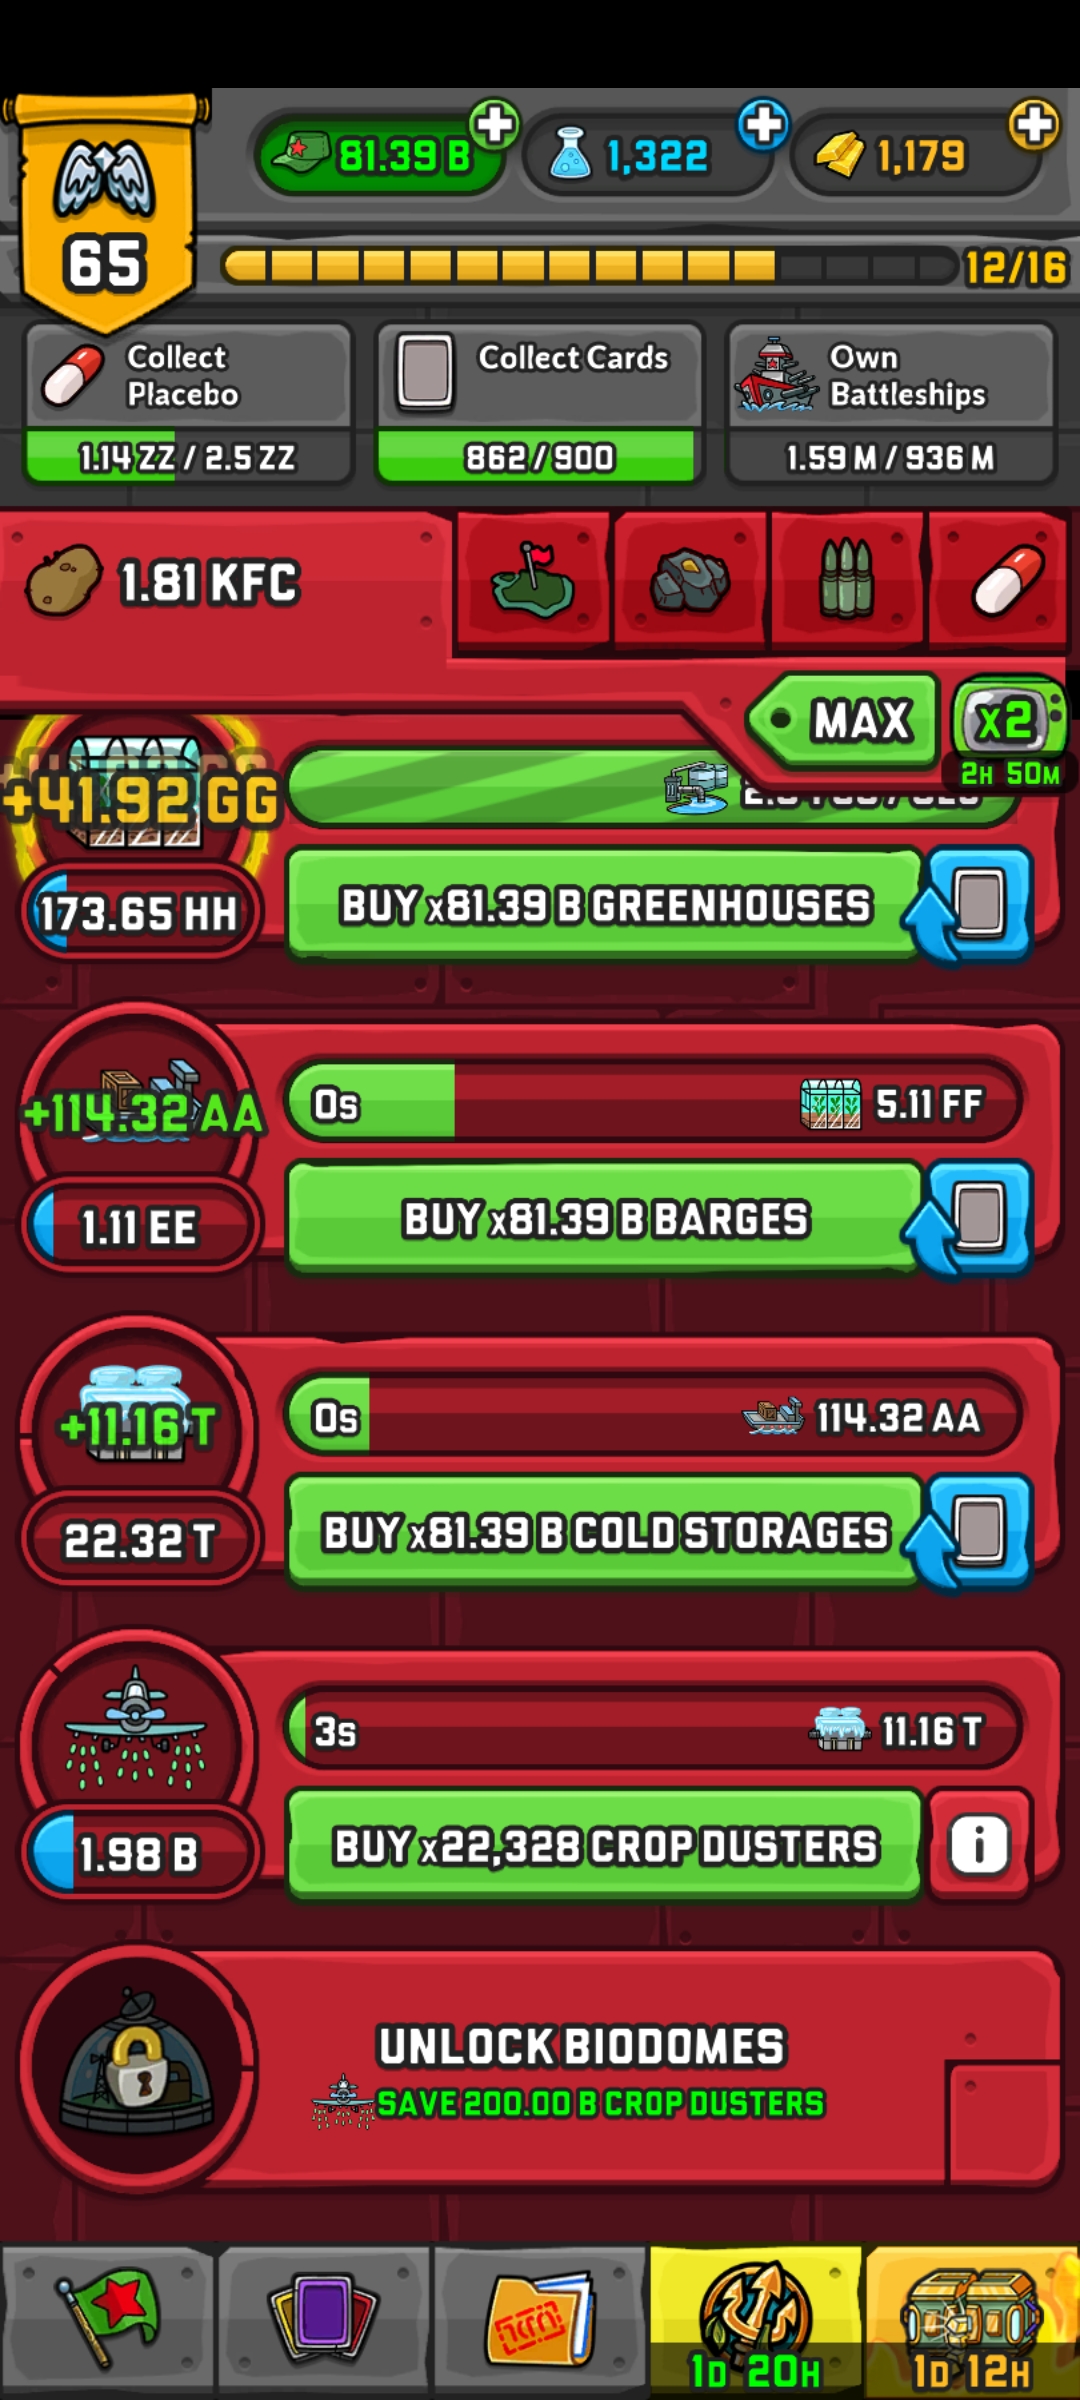 81.39 B
1,322
1,179
65
12/16
Collect
Placebo
1.14 ZZ / 2.5 ZZ
Collect Cards
862/900
Own
Battleships
1.59 M / 936 M
1.81 KFC
MAX
x2
2H 50M
+41.92 GG
173.65 HH
BUY x81.39 B GREENHOUSES
+114.32 AA
0s
5.11 FF
1.11 EE
BUY x81.39 B BARGES
+11.16 T
0s
114.32 AA
22.32 T
BUY x81.39 B COLD STORAGES
3s
11.16 T
1.98 B
BUY x22,328 CROP DUSTERS
i
UNLOCK BIODOMES
SAVE 200.00 B CROP DUSTERS
1D 20H
1D 12H